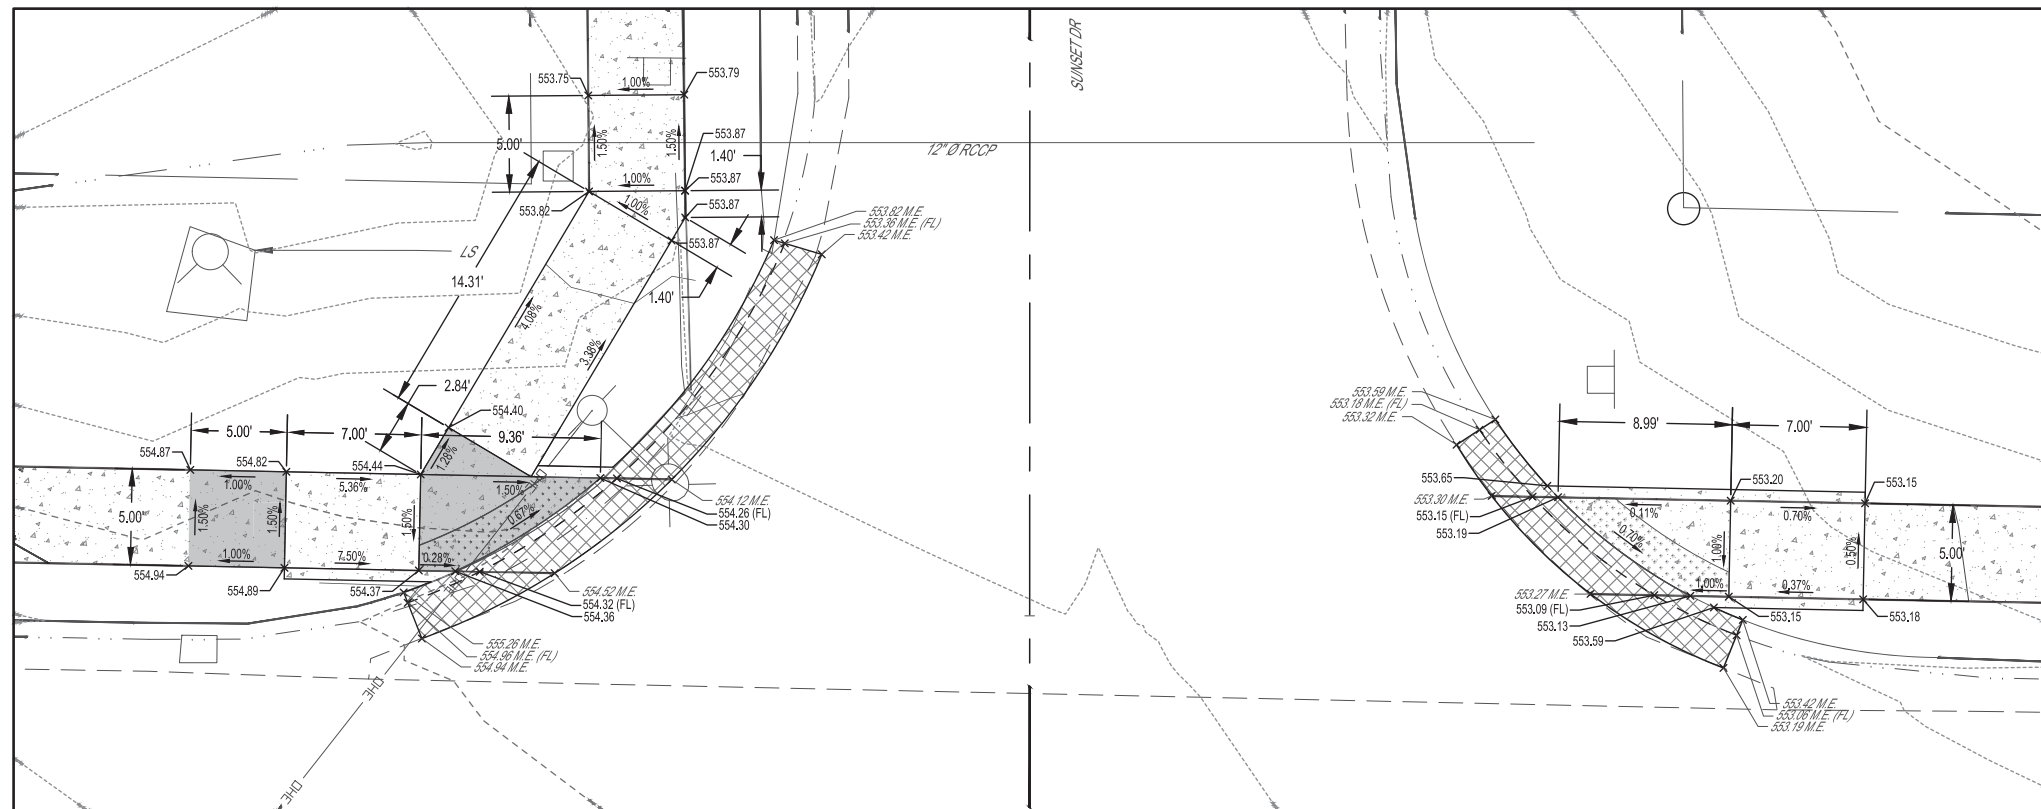 SUNSET DR
553.75
1.00%
553.79
5.00'
1.50%
1.50%
553.87
1.40'
12" Ø RCCP
1.00%
553.87
553.82
1.00%
553.87
553.87
553.82 M.E.
553.36 M.E. (FL)
553.42 M.E.
LS
14.31'
1.40'
4.08%
3.38%
2.84'
554.40
5.00'
7.00'
9.36'
554.87
554.82
554.44
1.28%
1.00%
5.36%
1.50%
554.12 M.E.
554.26 (FL)
554.30
5.00'
1.50%
1.50%
1.50%
0.67%
1.00%
7.50%
0.28%
554.94
554.89
554.37
554.52 M.E.
554.32 (FL)
554.36
555.26 M.E.
554.96 M.E. (FL)
554.94 M.E.
OHE
OHE
553.59 M.E.
553.18 M.E. (FL)
553.32 M.E.
8.99'
7.00'
553.65
553.20
553.15
553.30 M.E.
553.15 (FL)
553.19
0.11%
0.70%
0.70%
1.00%
0.50%
5.00'
1.00%
0.37%
553.27 M.E.
553.09 (FL)
553.13
553.59
553.15
553.18
553.42 M.E.
553.06 M.E. (FL)
553.19 M.E.